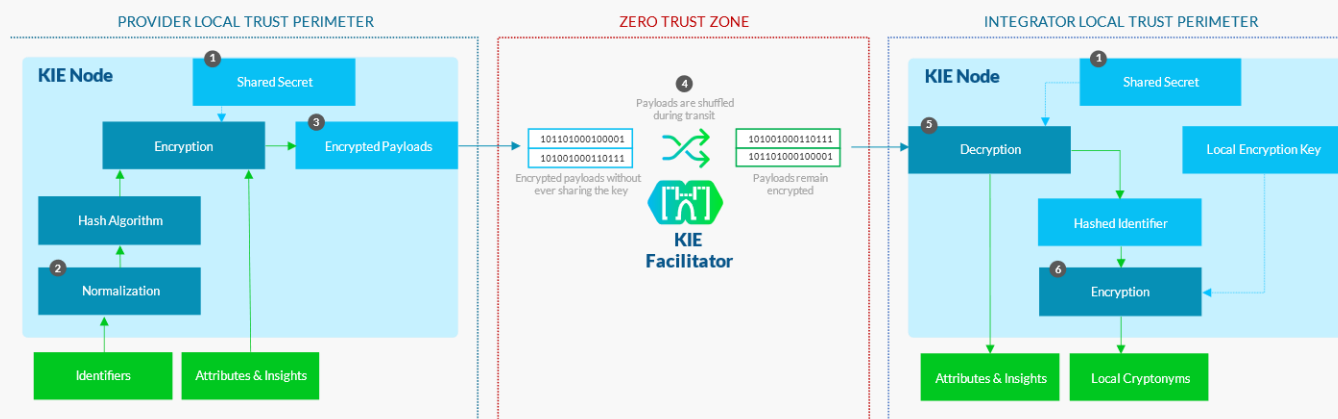 PROVIDER LOCAL TRUST PERIMETER
KIE Node
1
Shared Secret
Encryption
3
Encrypted Payloads
Hash Algorithm
2
Normalization
Identifiers
Attributes & Insights
ZERO TRUST ZONE
4
Payloads are shuffled
during transit
101101000100001
101001000110111
Encrypted payloads without
ever sharing the key
101001000110111
101101000100001
Payloads remain
encrypted
KIE
Facilitator
INTEGRATOR LOCAL TRUST PERIMETER
KIE Node
1
Shared Secret
5
Decryption
Local Encryption Key
Hashed Identifier
6
Encryption
Attributes & Insights
Local Cryptonyms